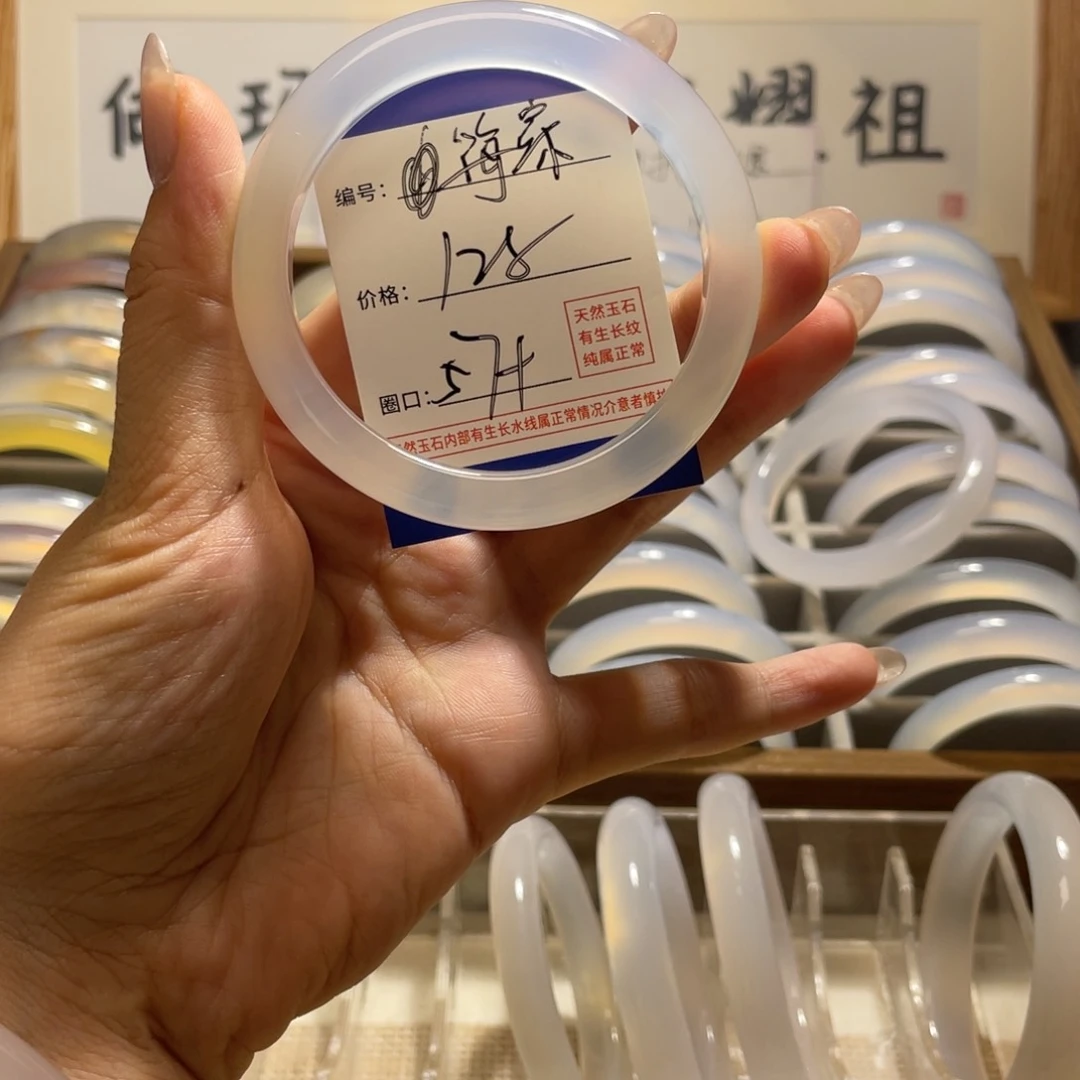 祖
编号：
价格：128
天然玉石
有生长纹
纯属正常
圈口：
然玉石内部有生长水线属正常情况介意者慎